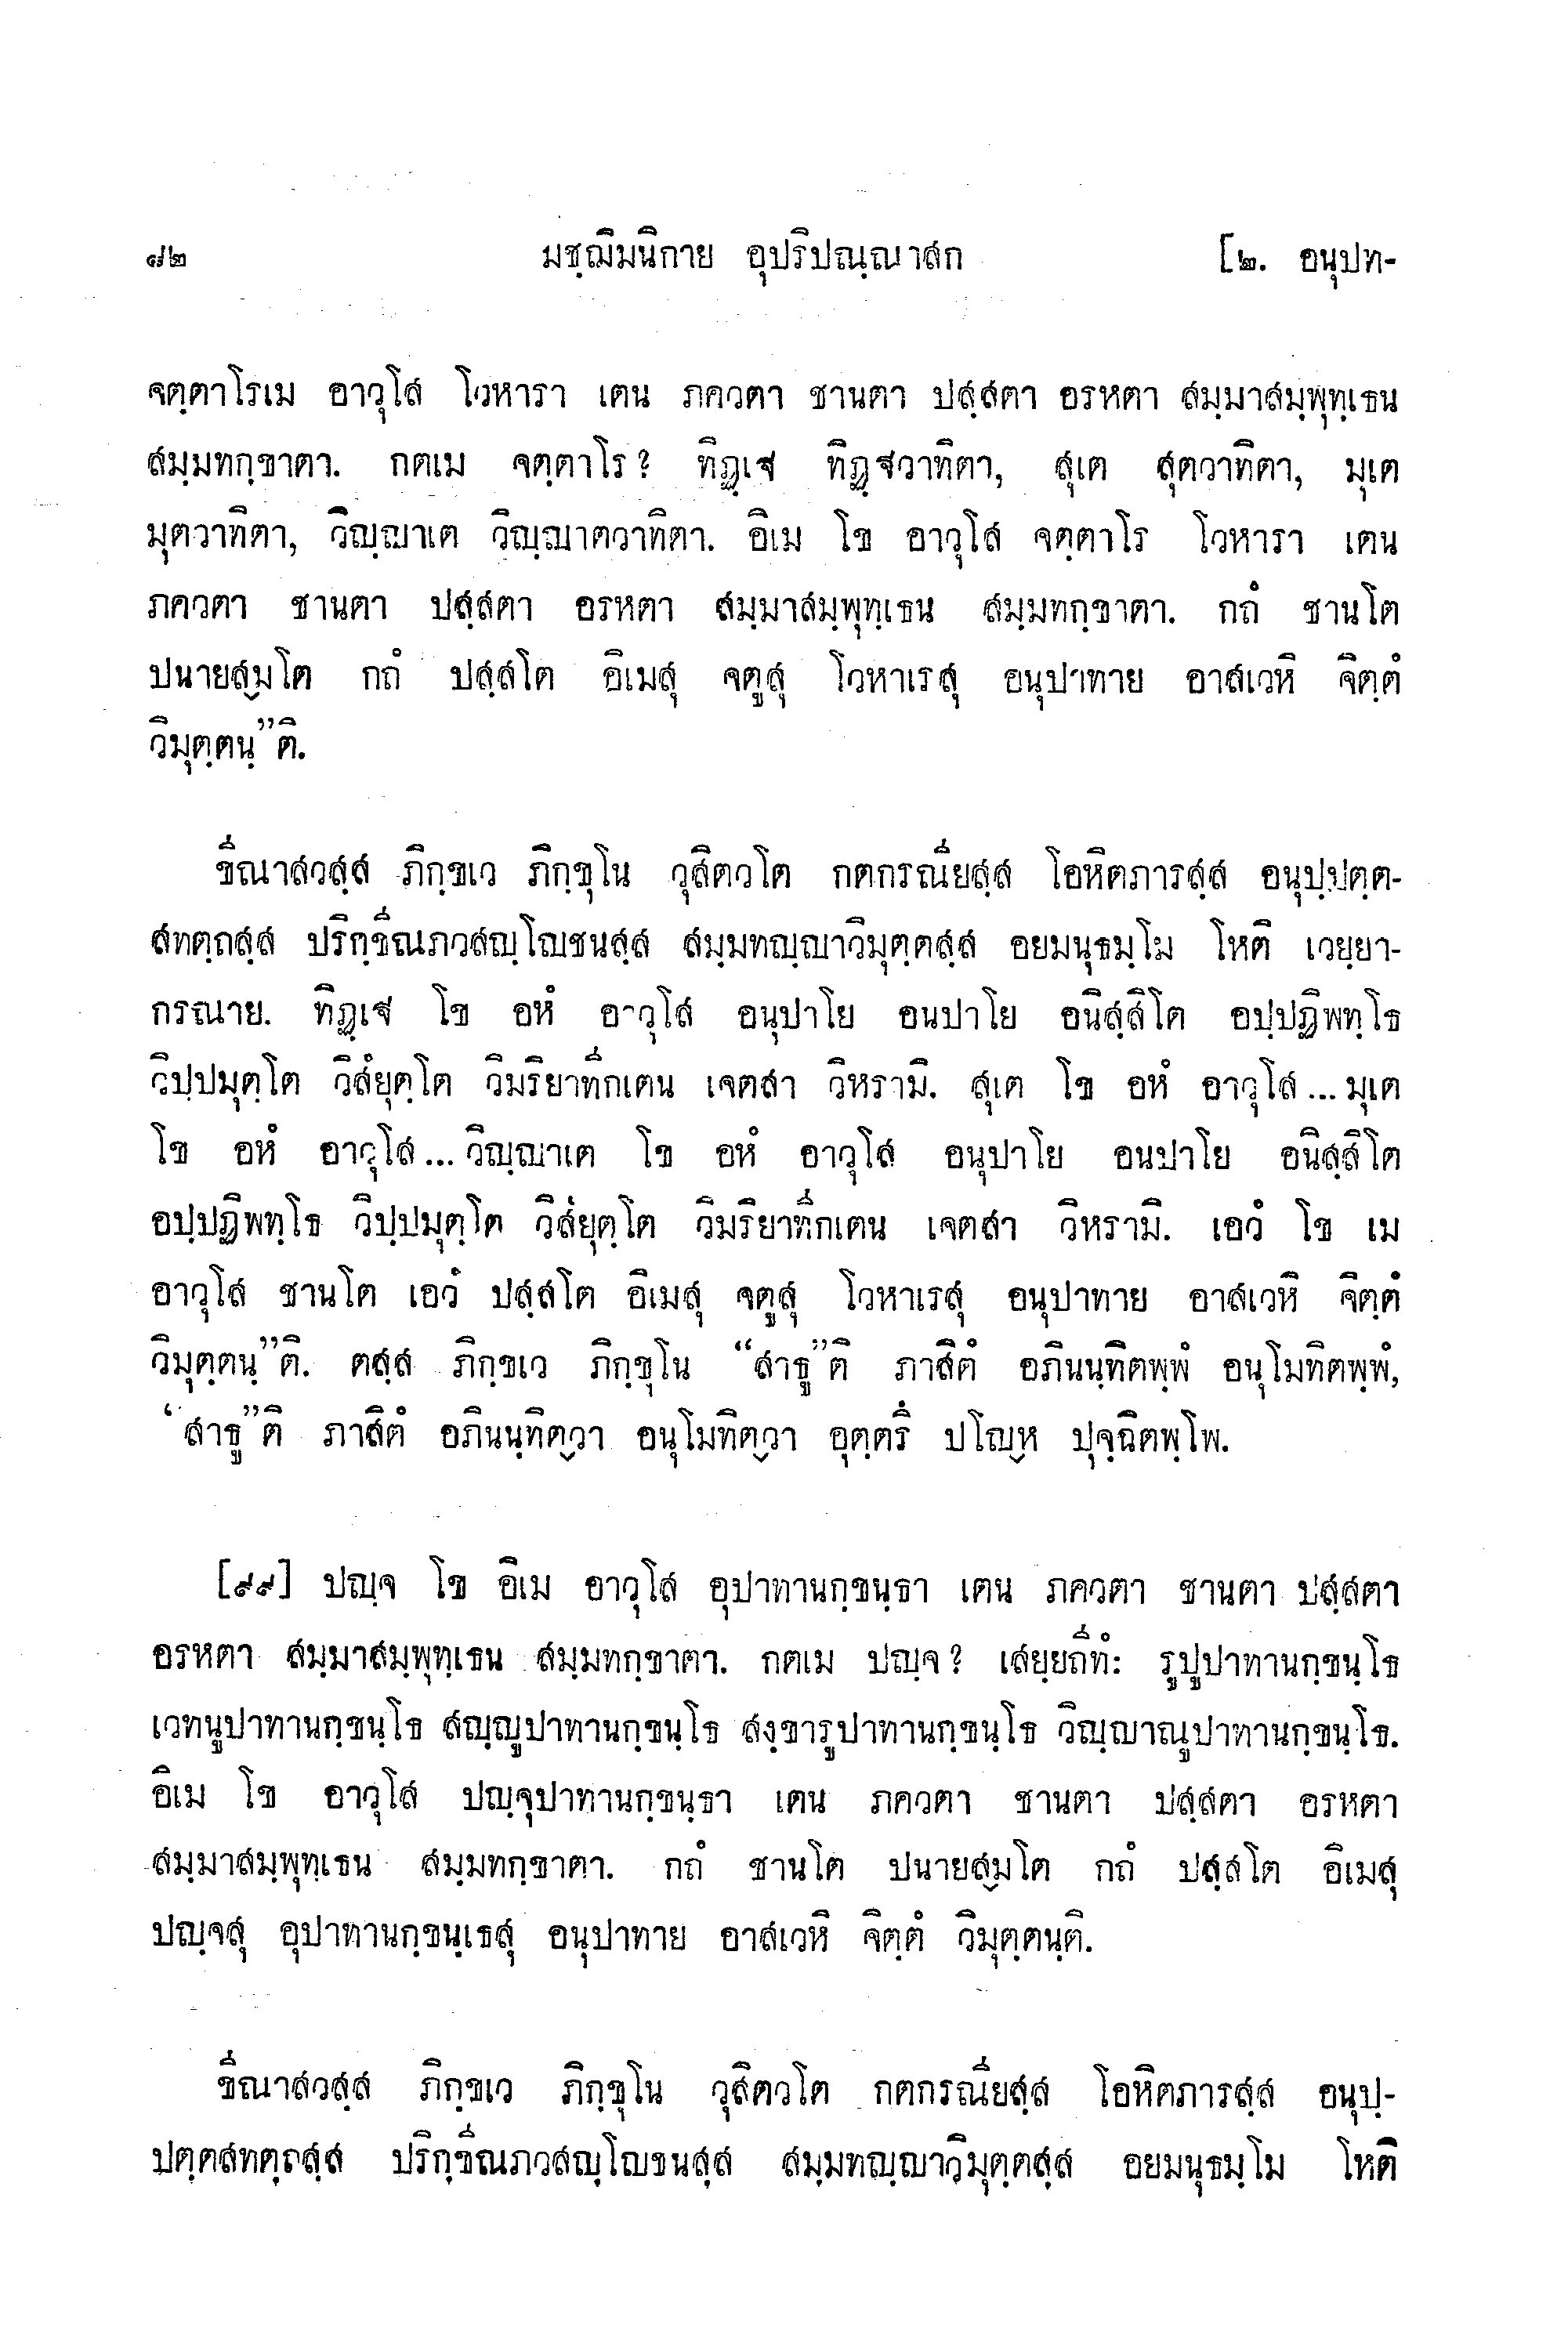 ๘๒ มชฺฌิมนิกาย อุปริปณฺณาสก [๒. อนุปท-
จตฺตาโรเม อาวุโส โวหารา เตน ภควตา ชานตา ปสฺสตา อรหตา สมฺมาสมฺพุทฺเธน
สมฺมทกฺขาตา. กตเม จตฺตาโร? ทิฏฺเฐ ทิฏฺฐวาทิตา, สุเต สุตวาทิตา, มุเต
มุตวาทิตา, วิญฺญาเต วิญฺญาตวาทิตา. อิเม โข อาวุโส จตฺตาโร โวหารา เตน
ภควตา ชานตา ปสฺสตา อรหตา สมฺมาสมฺพุทฺเธน สมฺมทกฺขาตา. กถํ ชานโต
ปนายสฺมโต กถํ ปสฺสโต อิเมสุ จตูสุ โวหาเรสุ อนุปาทาย อาสเวหิ จิตฺตํ
วิมุตฺตนฺ”ติ.
ขีณาสวสฺส ภิกฺขเว ภิกฺขุโน วุสิตวโต กตกรณียสฺส โอหิตภารสฺส อนุปฺปตฺต-
สทตฺถสฺส ปริกฺขีณภวสญฺโญชนสฺส สมฺมทญฺญาวิมุตฺตสฺส อยมนุธมฺโม โหติ เวยฺยา-
กรณาย. ทิฏฺเฐ โข อหํ อาวุโส อนุปาโย อนปาโย อนิสฺสิโต อปฺปฏิพทฺโธ
วิปฺปมุตฺโต วิสํยุตฺโต วิมริยาทีกเตน เจตสา วิหรามิ. สุเต โข อหํ อาวุโส ... มุเต
โข อหํ อาวุโส ... วิญฺญาเต โข อหํ อาวุโส อนุปาโย อนปาโย อนิสฺสิโต
อปฺปฏิพทฺโธ วิปฺปมุตฺโต วิสํยุตฺโต วิมริยาทีกเตน เจตสา วิหรามิ. เอวํ โข เม
อาวุโส ชานโต เอวํ ปสฺสโต อิเมสุ จตูสุ โวหาเรสุ อนุปาทาย อาสเวหิ จิตฺตํ
วิมุตฺตนฺ”ติ. ตสฺส ภิกฺขเว ภิกฺขุโน “สาธู”ติ ภาสิตํ อภินนฺทิตพฺพํ อนุโมทิตพฺพํ,
‘สาธู”ติ ภาสิตํ อภินนฺทิตฺวา อนุโมทิตฺวา อุตฺตรึ ปโญฺห ปุจฺฉิตพฺโพ.
[๙๙] ปญฺจ โข อิเม อาวุโส อุปาทานกฺขนฺธา เตน ภควตา ชานตา ปสฺสตา
อรหตา สมฺมาสมฺพุทฺเธน สมฺมทกฺขาตา. กตเม ปญฺจ? เสยฺยถีทํ: รูปูปาทานกฺขนฺโธ
เวทนูปาทานกฺขนฺโธ สญฺญูปาทานกฺขนฺโธ สงฺขารูปาทานกฺขนฺโธ วิญฺญาณูปาทานกฺขนฺโธ.
อิเม โข อาวุโส ปญฺจุปาทานกฺขนฺธา เตน ภควตา ชานตา ปสฺสตา อรหตา
สมฺมาสมฺพุทฺเธน สมฺมทกฺขาตา. กถํ ชานโต ปนายสฺมโต กถํ ปสฺสโต อิเมสุ
ปญฺจสุ อุปาทานกฺขนฺเธสุ อนุปาทาย อาสเวหิ จิตฺตํ วิมุตฺตนฺติ.
ขีณาสวสฺส ภิกฺขเว ภิกฺขุโน วุสิตวโต กตกรณียสฺส โอหิตภารสฺส อนุปฺ-
ปตฺตสทตฺถสฺส ปริกฺขีณภวสญฺโญชนสฺส สมฺมทญฺญาวิมุตฺตสฺส อยมนุธมฺโม โหติ